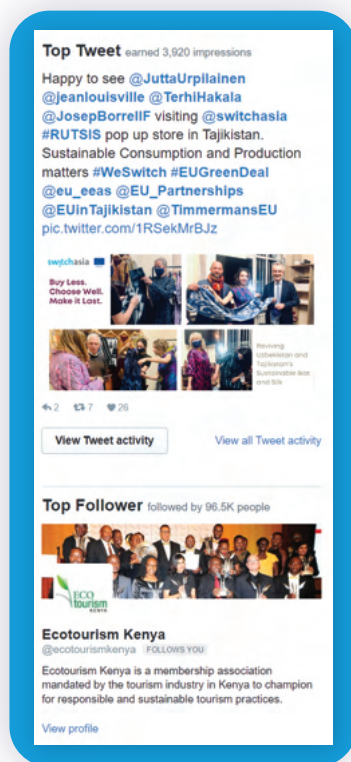 Top Tweet earned 3,920 impressions
Happy to see @JuttaUrpilainen
@jeanlouisville @TerhiHakala
@JosepBorrellF visiting @switchasia
#RUTSIS pop up store in Tajikistan.
Sustainable Consumption and Production
matters #WeSwitch #EUGreenDeal
@eu_eeas @EU_Partnerships
@EUinTajikistan @TimmermansEU
pic.twitter.com/1RSekMrBJz
switchasia
Buy Less.
Choose Well.
Make it Last.
Reviving
Uzbekistan and
Tajikistan's
Sustainable Ikat
and Silk
2 7 26
View Tweet activity View all Tweet activity
Top Follower followed by 96.5K people
ECO
tourism
KENYA
Ecotourism Kenya
@ecotourismkenya FOLLOWS YOU
Ecotourism Kenya is a membership association
mandated by the tourism industry in Kenya to champion
for responsible and sustainable tourism practices.
View profile